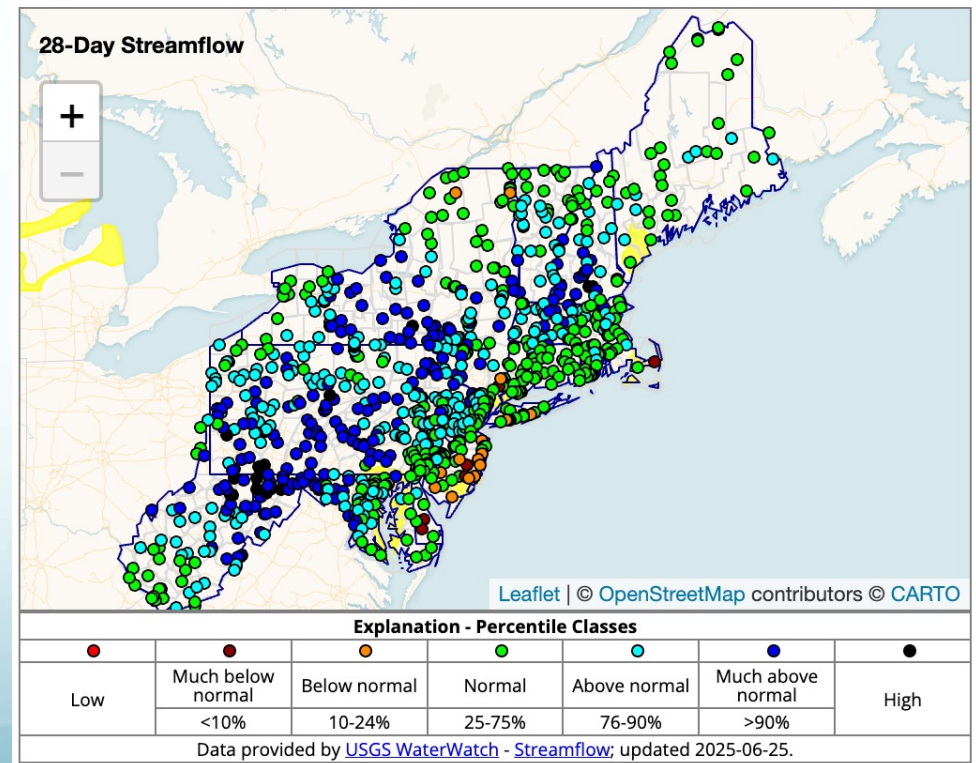 28-Day Streamflow
+
−
Leaflet | © OpenStreetMap contributors © CARTO
Explanation - Percentile Classes
Low
Much below normal
Below normal
Normal
Above normal
Much above normal
High
<10%
10-24%
25-75%
76-90%
>90%
Data provided by USGS WaterWatch - Streamflow; updated 2025-06-25.